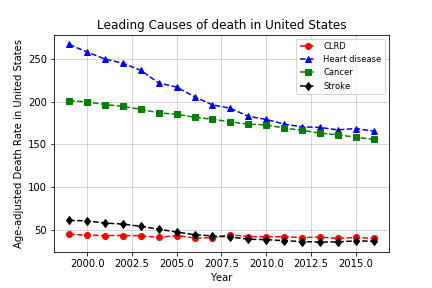 Leading Causes of death in United States
CLRD
Heart disease
Cancer
Stroke
Age-adjusted Death Rate in United States
250
200
150
100
50
2000.0
2002.5
2005.0
2007.5
2010.0
2012.5
2015.0
Year